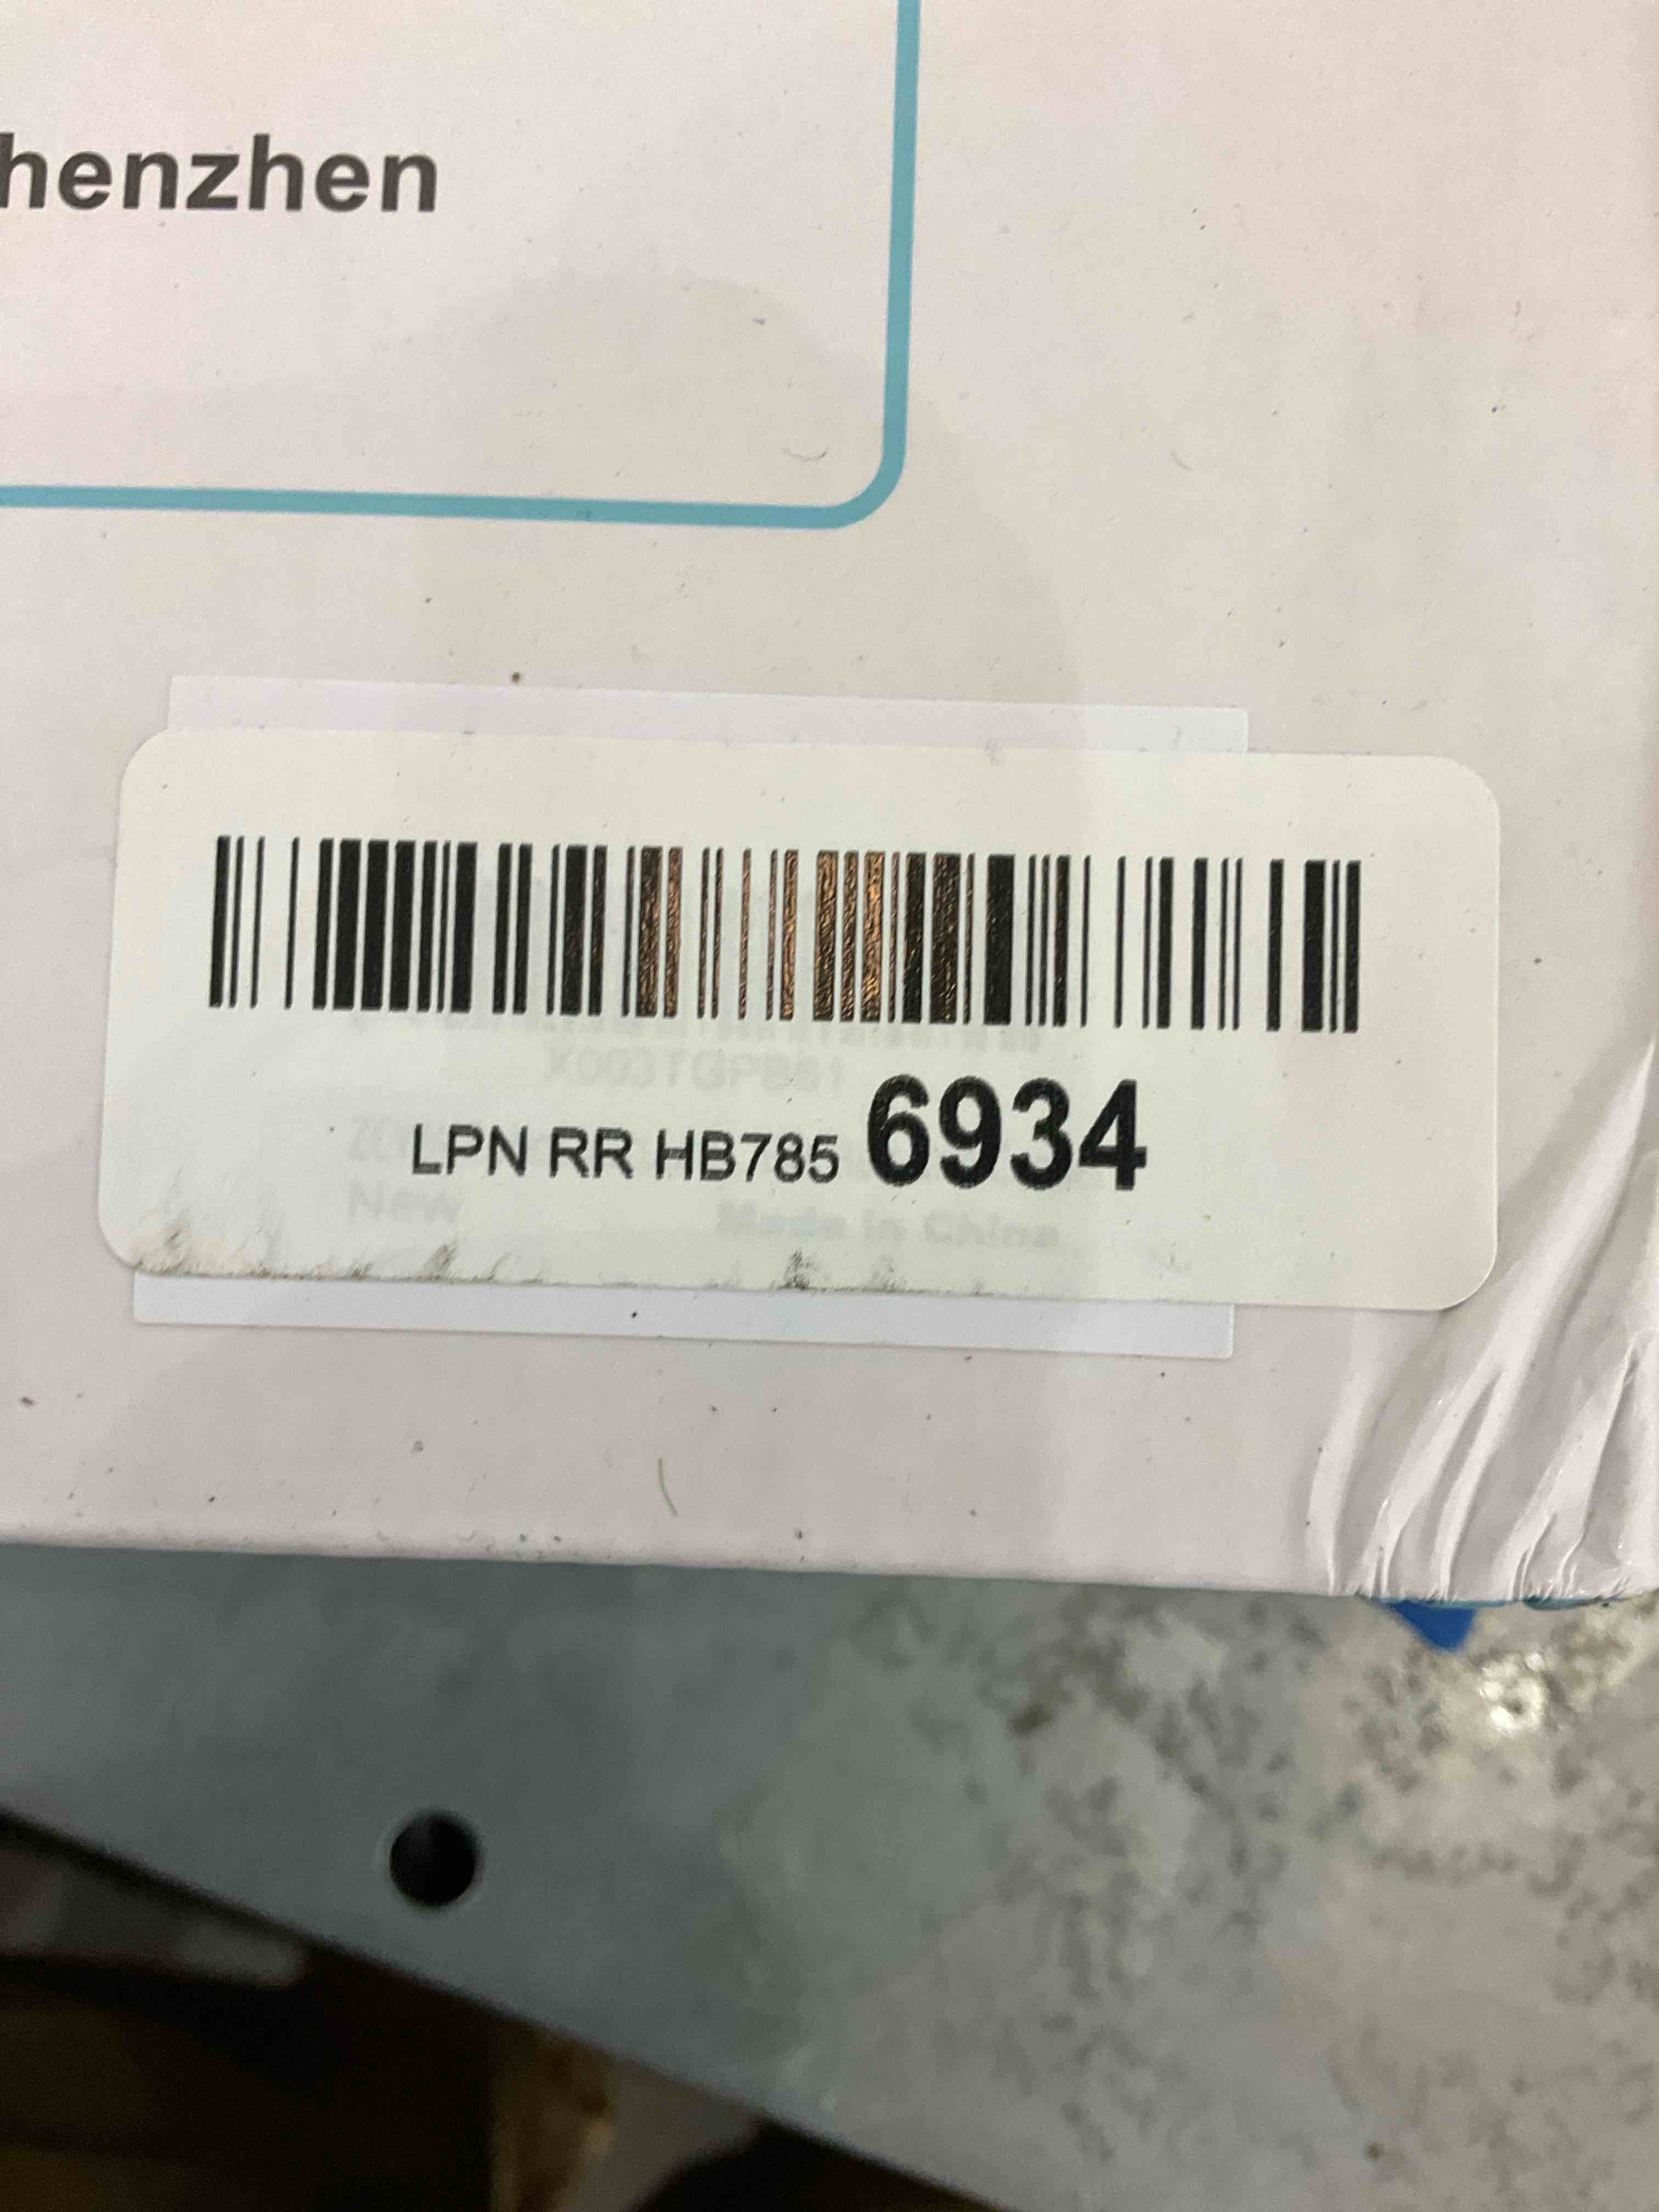 henzhen
X003TGPB81
LPN RR HB785 6934
New
Made in China